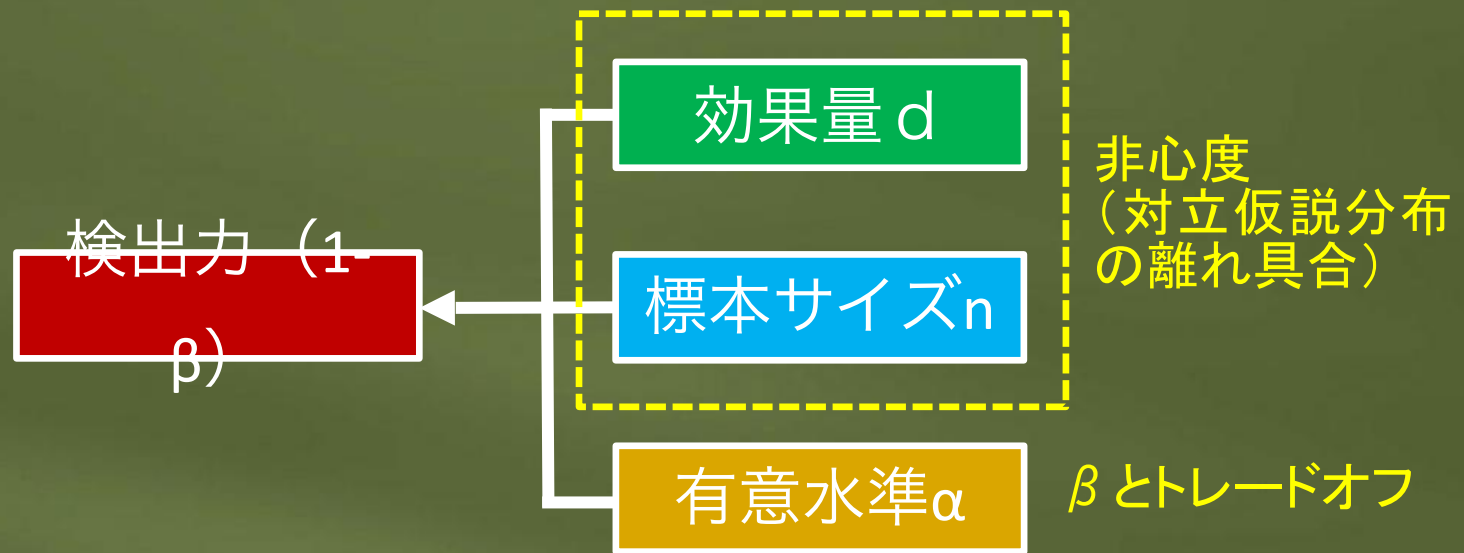 効果量 d
非心度
（対立仮説分布
の離れ具合）
検出力（1-
β）
標本サイズn
有意水準α
βとトレードオフ